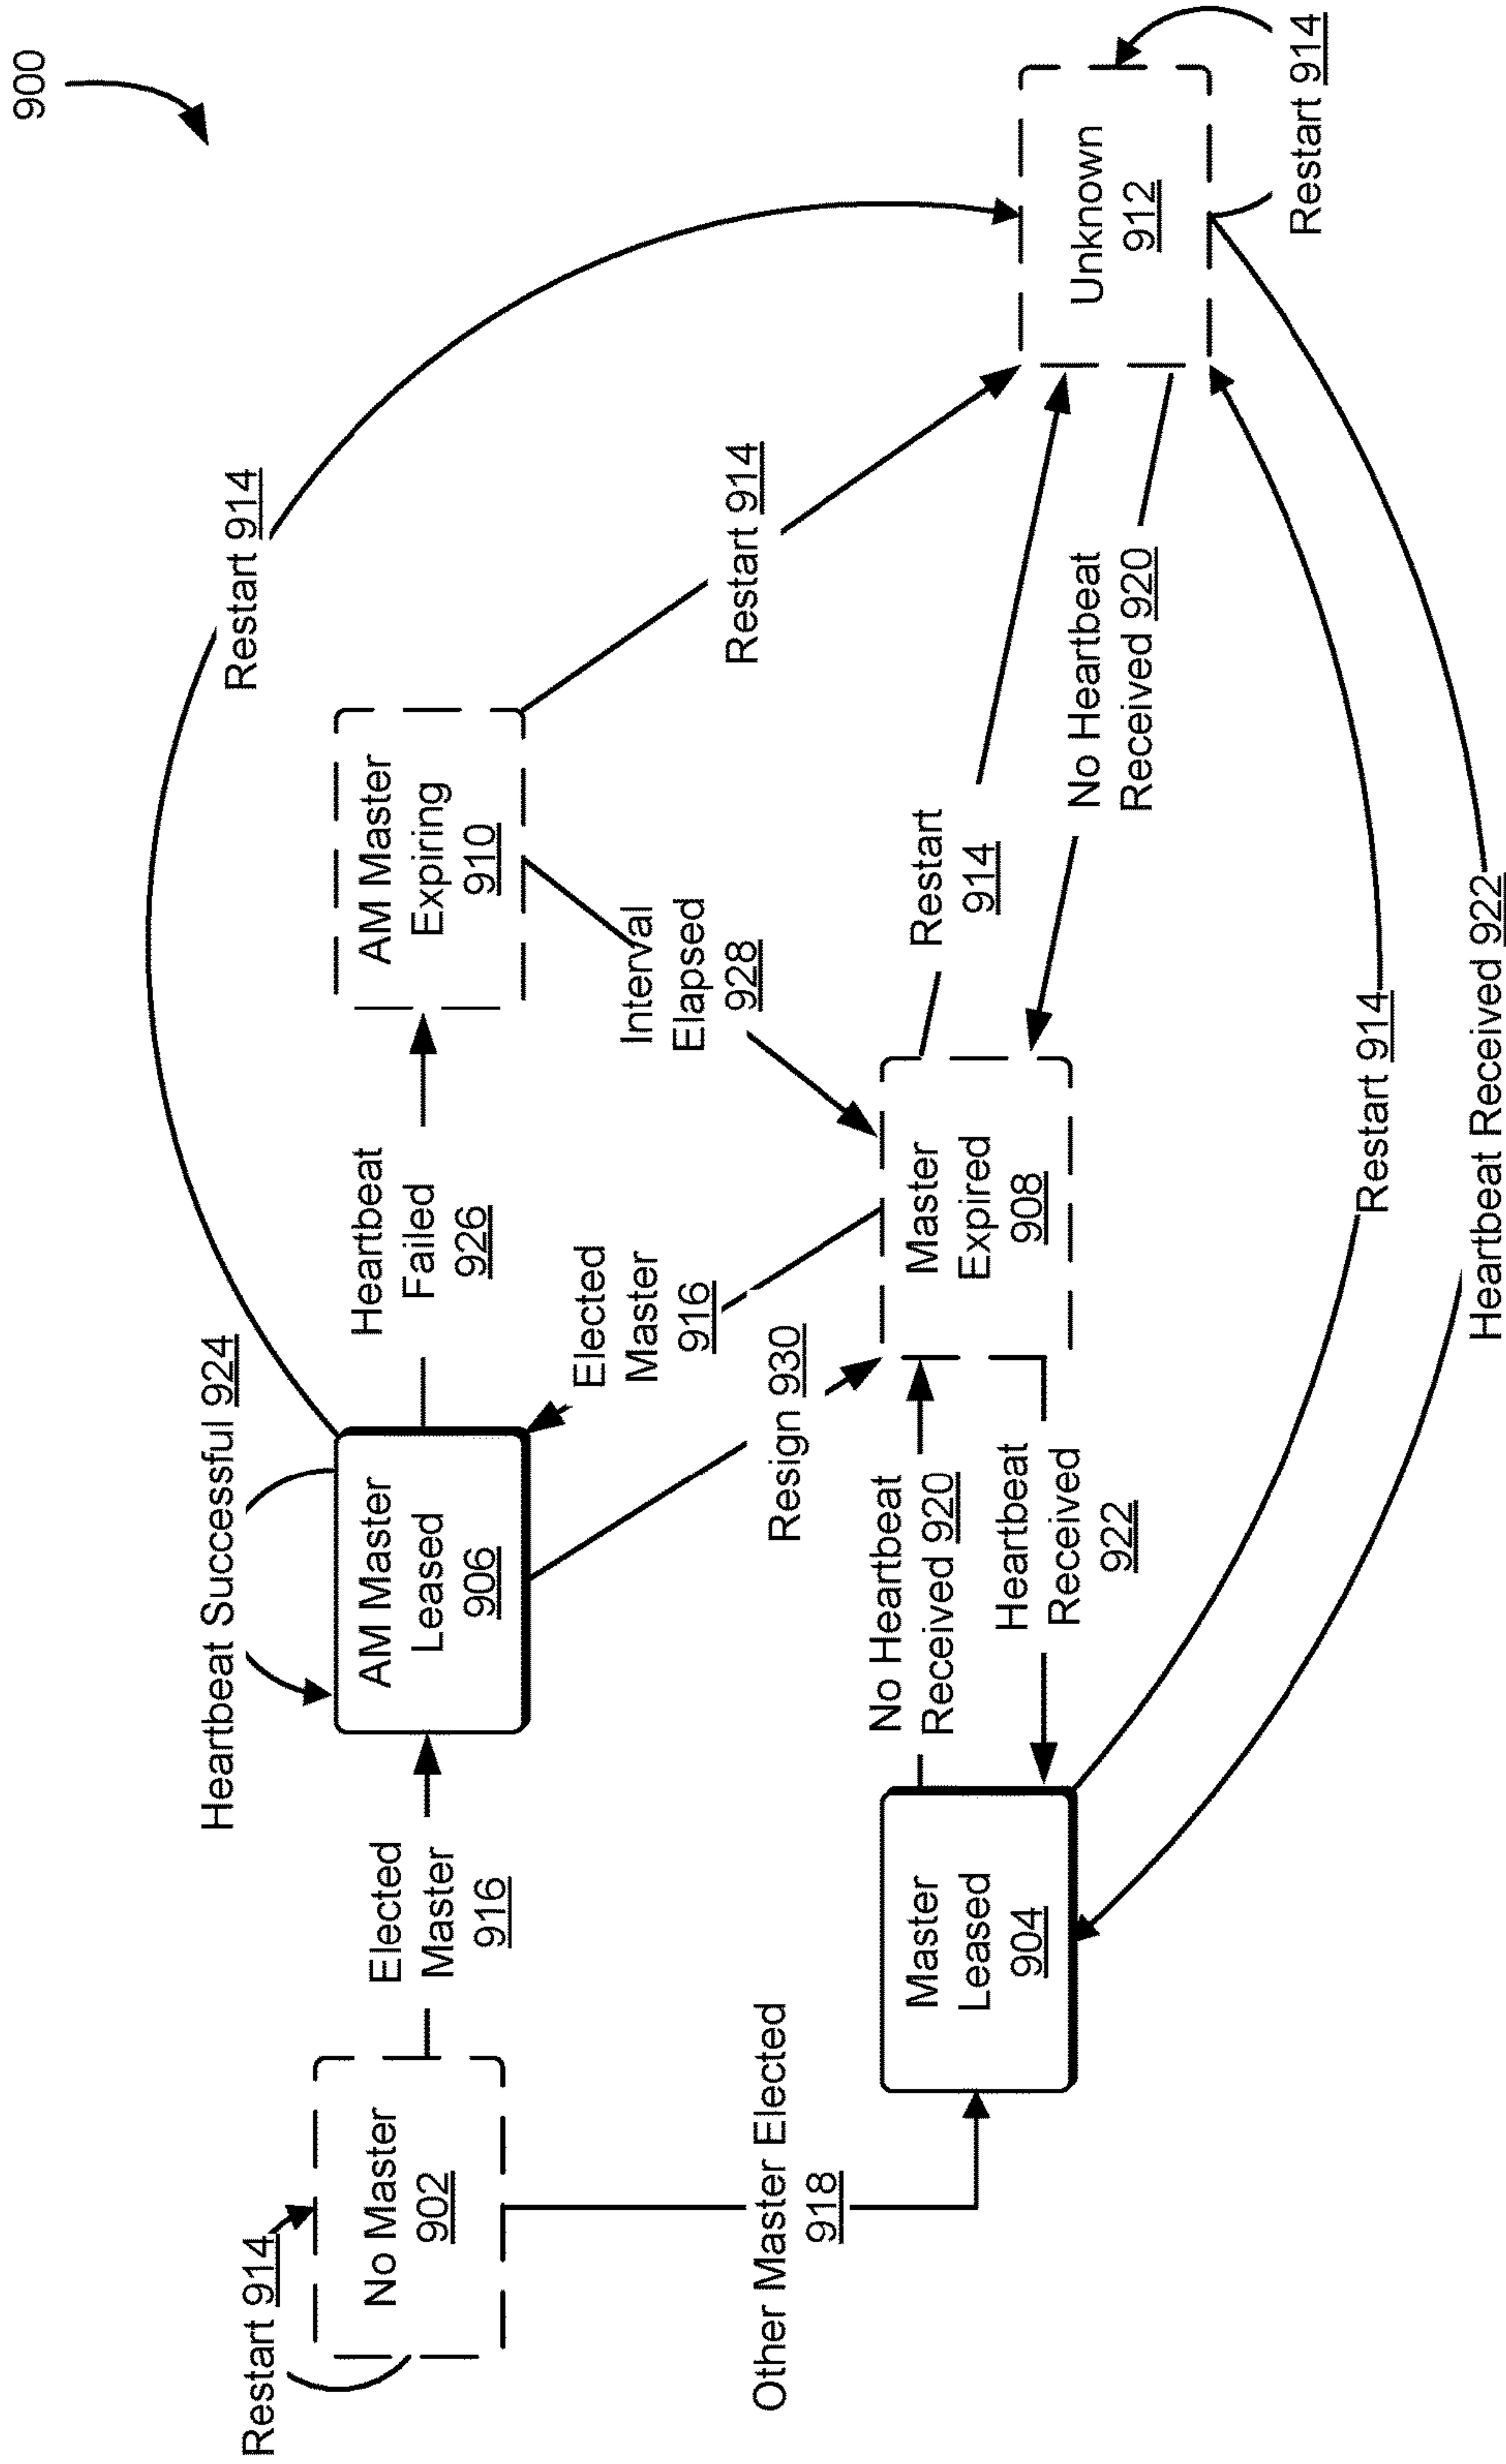 900
Restart 914
Heartbeat Successful 924
Restart 914
No Master
902
Elected
Master
916
AM Master
Leased
906
Heartbeat
Failed
926
AM Master
Expiring
910
Elected
Master
916
Interval
Elapsed
928
Restart 914
Other Master Elected
918
Resign 930
Master
Leased
904
No Heartbeat
Received 920
Heartbeat
Received
922
Master
Expired
908
Restart
914
No Heartbeat
Received 920
Unknown
912
Restart 914
Restart 914
Heartbeat Received 922